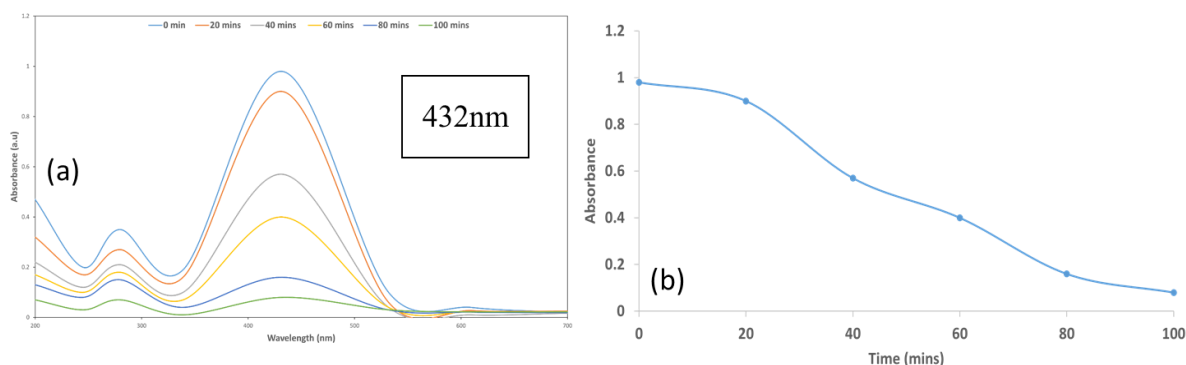 0 min 20 mins 40 mins 60 mins 80 mins 100 mins
1.2
1
0.8
0.6
0.4
0.2
0
200 300 400 500 600 700
Absorbance (a.u)
Wavelength (nm)
(a)
432nm
1.2
1
0.8
0.6
0.4
0.2
0
0 20 40 60 80 100
Absorbance
Time (mins)
(b)